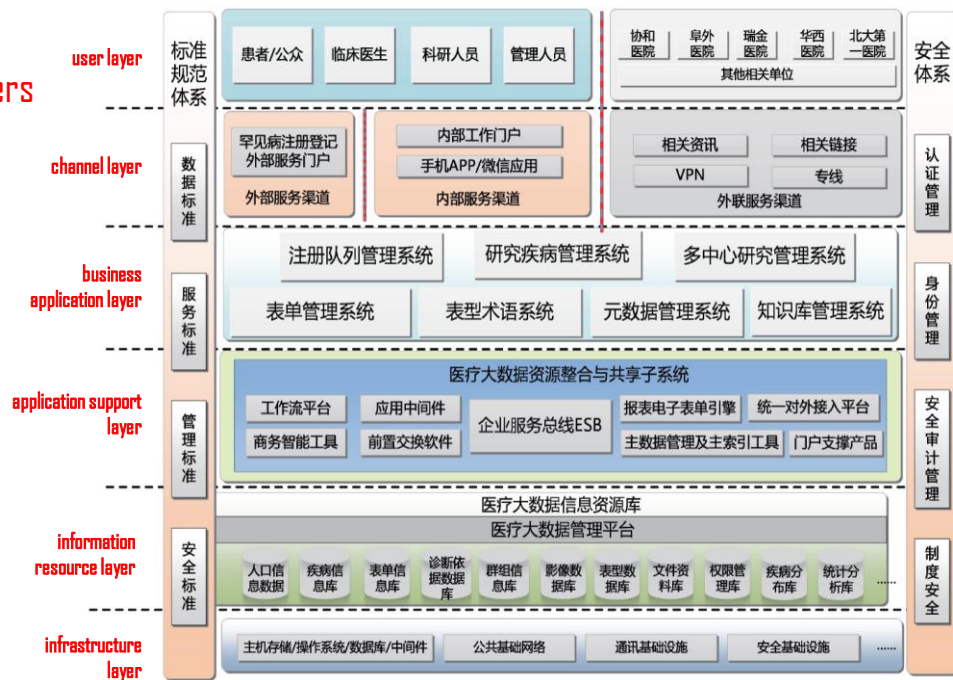 user layer
ers
channel layer
business
application layer
application support
layer
information
resource layer
infrastructure
layer
标准
规范
体系
数据标准
服务标准
管理标准
安全标准
患者/公众
临床医生
科研人员
管理人员
协和
医院
阜外
医院
瑞金
医院
华西
医院
北大第
一医院
其他相关单位
罕见病注册登记
外部服务门户
外部服务渠道
内部工作门户
手机APP/微信应用
内部服务渠道
相关资讯
相关链接
VPN
专线
外联服务渠道
注册队列管理系统
研究疾病管理系统
多中心研究管理系统
表单管理系统
表型术语系统
元数据管理系统
知识库管理系统
医疗大数据资源整合与共享子系统
工作流平台
应用中间件
企业服务总线ESB
报表电子表单引擎
统一对外接入平台
商务智能工具
前置交换软件
主数据管理及主索引工具
门户支撑产品
医疗大数据信息资源库
医疗大数据管理平台
人口信
息数据
疾病信
息库
表单信
息库
诊断依
据数据
库
群组信
息库
影像数
据库
表型数
据库
文件资
料库
权限管
理库
疾病分
布库
统计分
析库
......
主机存储/操作系统/数据库/中间件
公共基础网络
通讯基础设施
安全基础设施
......
安全
体系
认证管理
身份管理
安全审计管理
制度安全